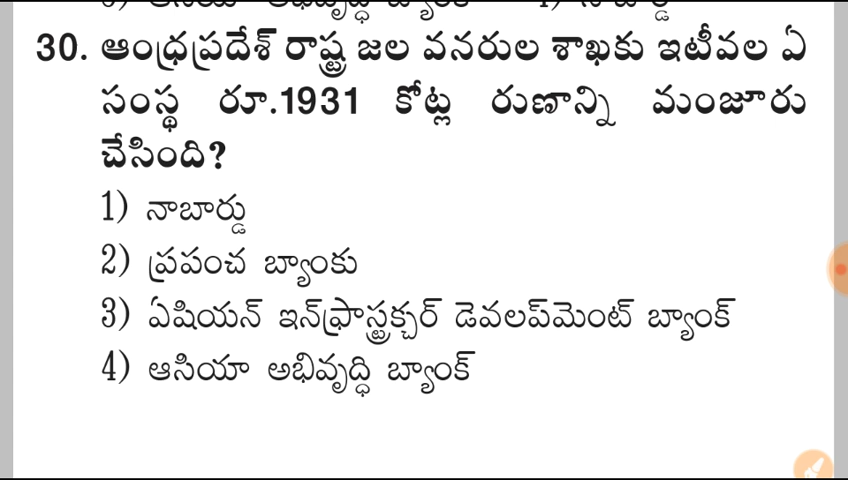 30. ఆంధ్రప్రదేశ్ రాష్ట్ర జల వనరుల శాఖకు ఇటీవల ఏ
సంస్థ రూ.1931 కోట్ల రుణాన్ని మంజూరు
చేసింది?
1) నాబార్డు
2) ప్రపంచ బ్యాంకు
3) ఏషియన్ ఇన్‌ఫ్రాస్ట్రక్చర్ డెవలప్‌మెంట్ బ్యాంక్
4) ఆసియా అభివృద్ధి బ్యాంక్